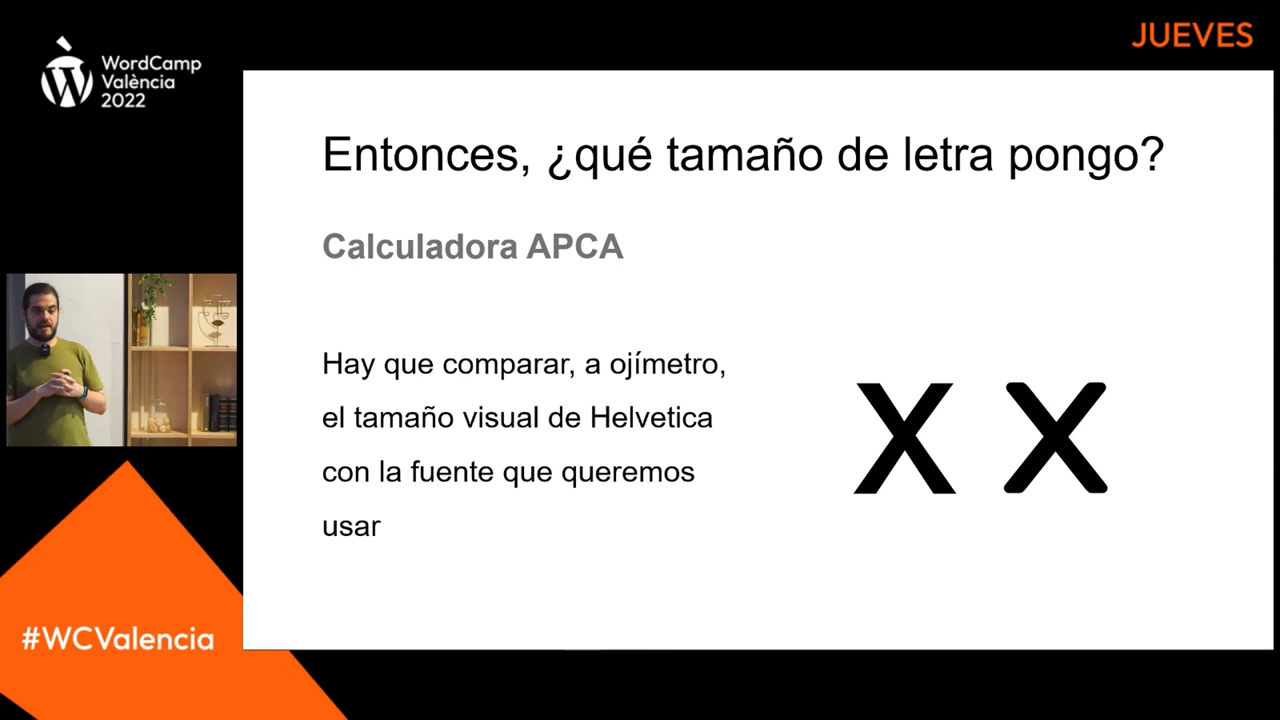 JUEVES
WordCamp
València
2022
Entonces, ¿qué tamaño de letra pongo?
Calculadora APCA
Hay que comparar, a ojímetro,
el tamaño visual de Helvetica
con la fuente que queremos
usar
x x
#WCValencia